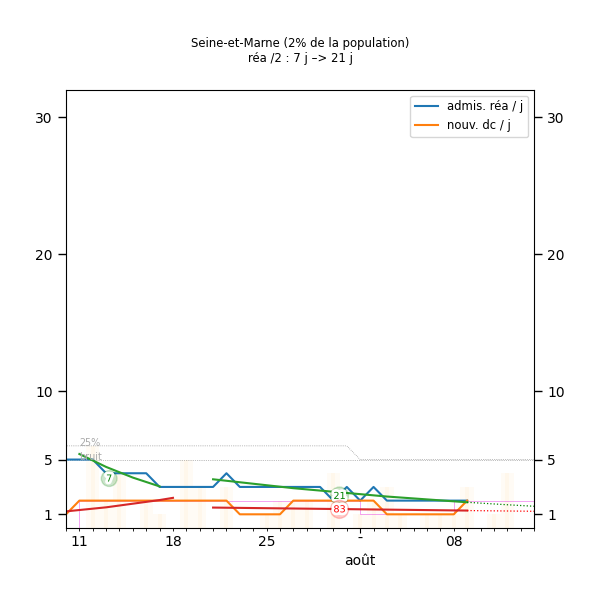 Seine-et-Marne (2% de la population)
réa /2 : 7 j –> 21 j
admis. réa / j
nouv. dc / j
30 30
20 20
10 10
25%
5 bruit 5
7
21
83
1 1
11 18 25 - 08
août